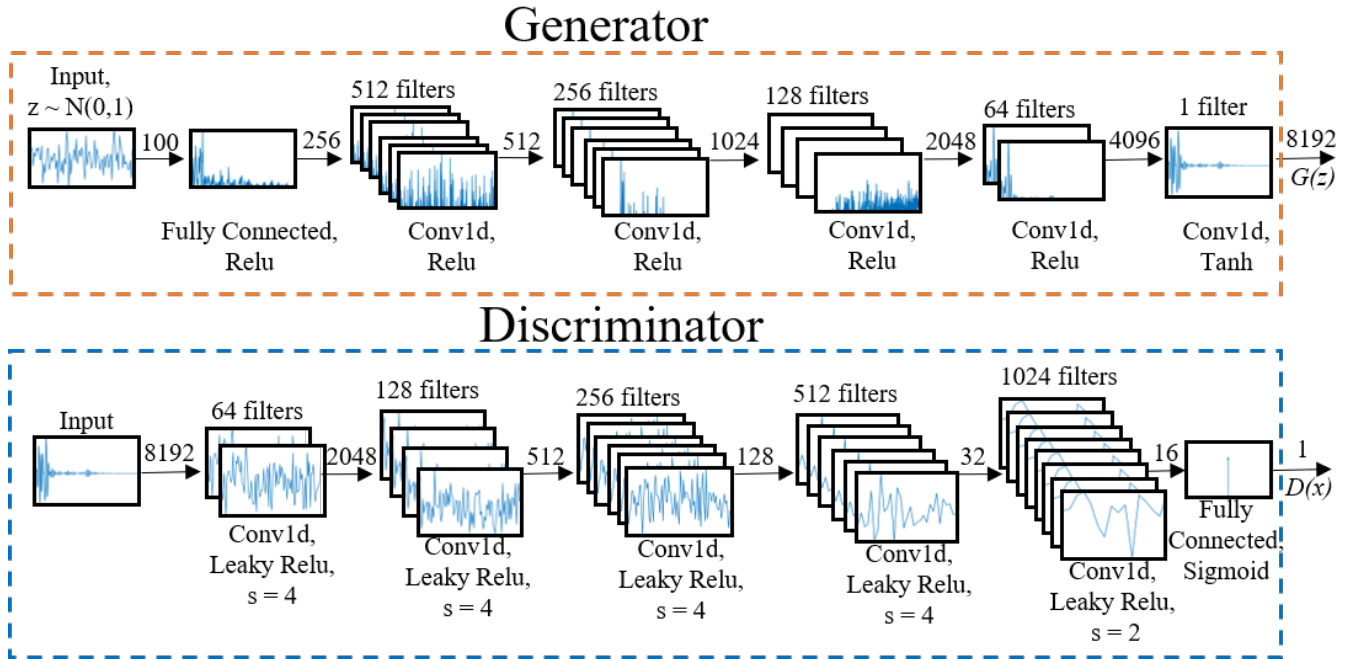 Generator
Input,
z ~ N(0,1)
512 filters
256 filters
128 filters
64 filters
1 filter
100
256
512
1024
2048
4096
8192
G(z)
Fully Connected,
Relu
Conv1d,
Relu
Conv1d,
Relu
Conv1d,
Relu
Conv1d,
Relu
Conv1d,
Tanh
Discriminator
Input
64 filters
128 filters
256 filters
512 filters
1024 filters
8192
2048
512
128
32
16
1
D(x)
Conv1d,
Leaky Relu,
s = 4
Conv1d,
Leaky Relu,
s = 4
Conv1d,
Leaky Relu,
s = 4
Conv1d,
Leaky Relu,
s = 4
Conv1d,
Leaky Relu,
s = 2
Fully
Connected,
Sigmoid